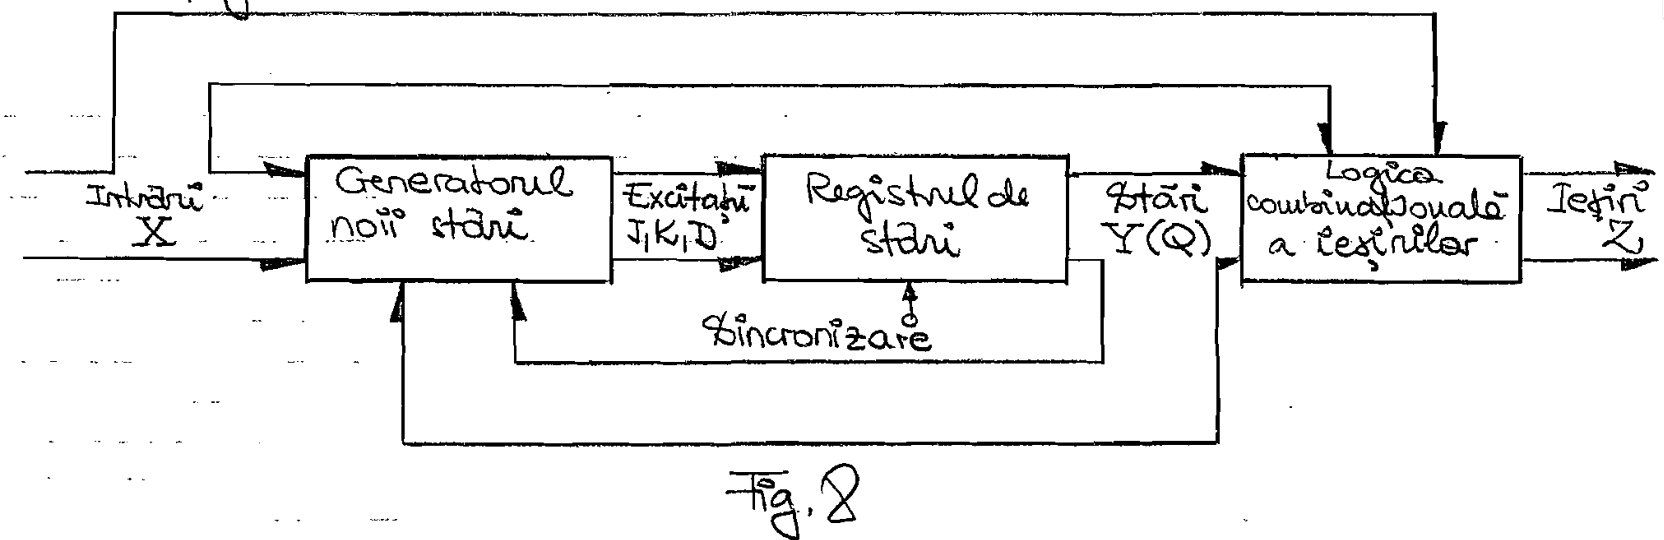 Intrări
X
Generatorul
noii stări
Excitații
J,K,D
Registrul de
stări
Sincronizare
Stări
Y(Q)
Logica
combinațională
a ieșirilor
Ieșiri
Z
Fig. 8